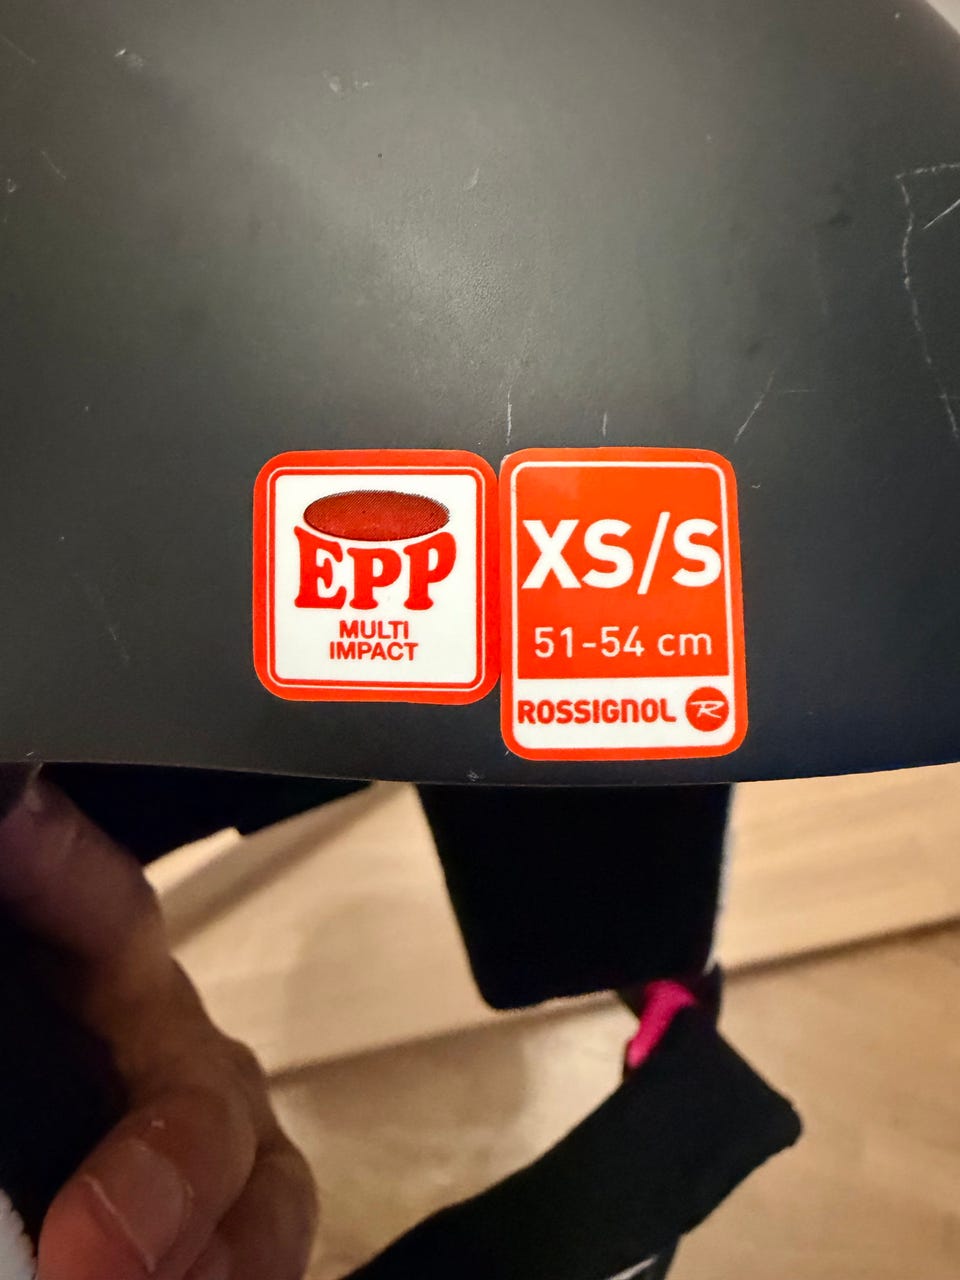 EPP
MULTI
IMPACT
XS/S
51-54 cm
ROSSIGNOL R